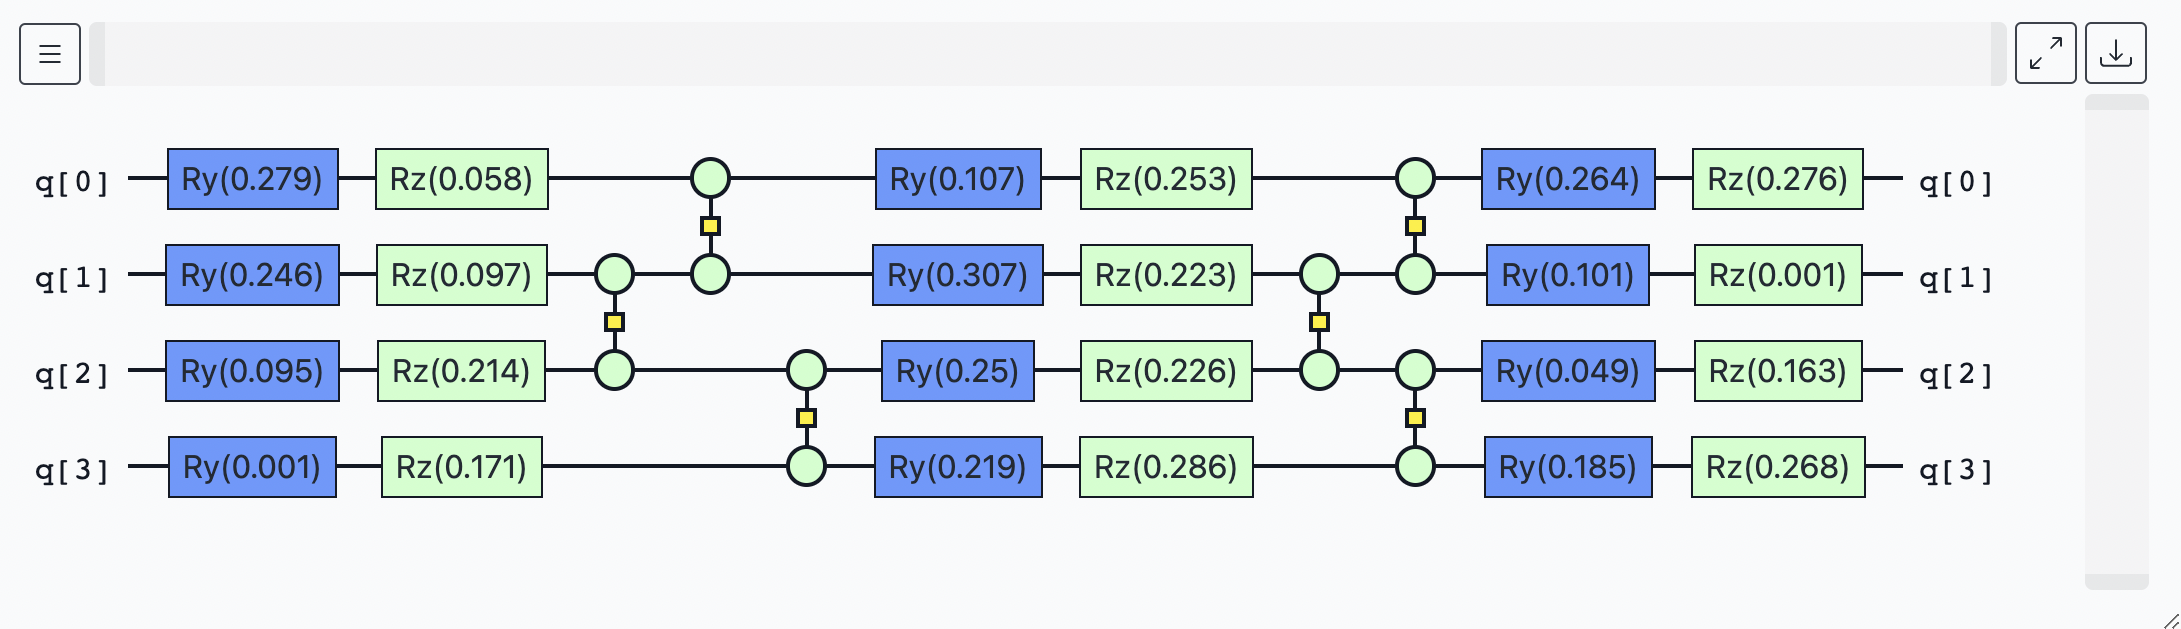 q[0] Ry(0.279) Rz(0.058) Ry(0.107) Rz(0.253) Ry(0.264) Rz(0.276) q[0]
q[1] Ry(0.246) Rz(0.097) Ry(0.307) Rz(0.223) Ry(0.101) Rz(0.001) q[1]
q[2] Ry(0.095) Rz(0.214) Ry(0.25) Rz(0.226) Ry(0.049) Rz(0.163) q[2]
q[3] Ry(0.001) Rz(0.171) Ry(0.219) Rz(0.286) Ry(0.185) Rz(0.268) q[3]